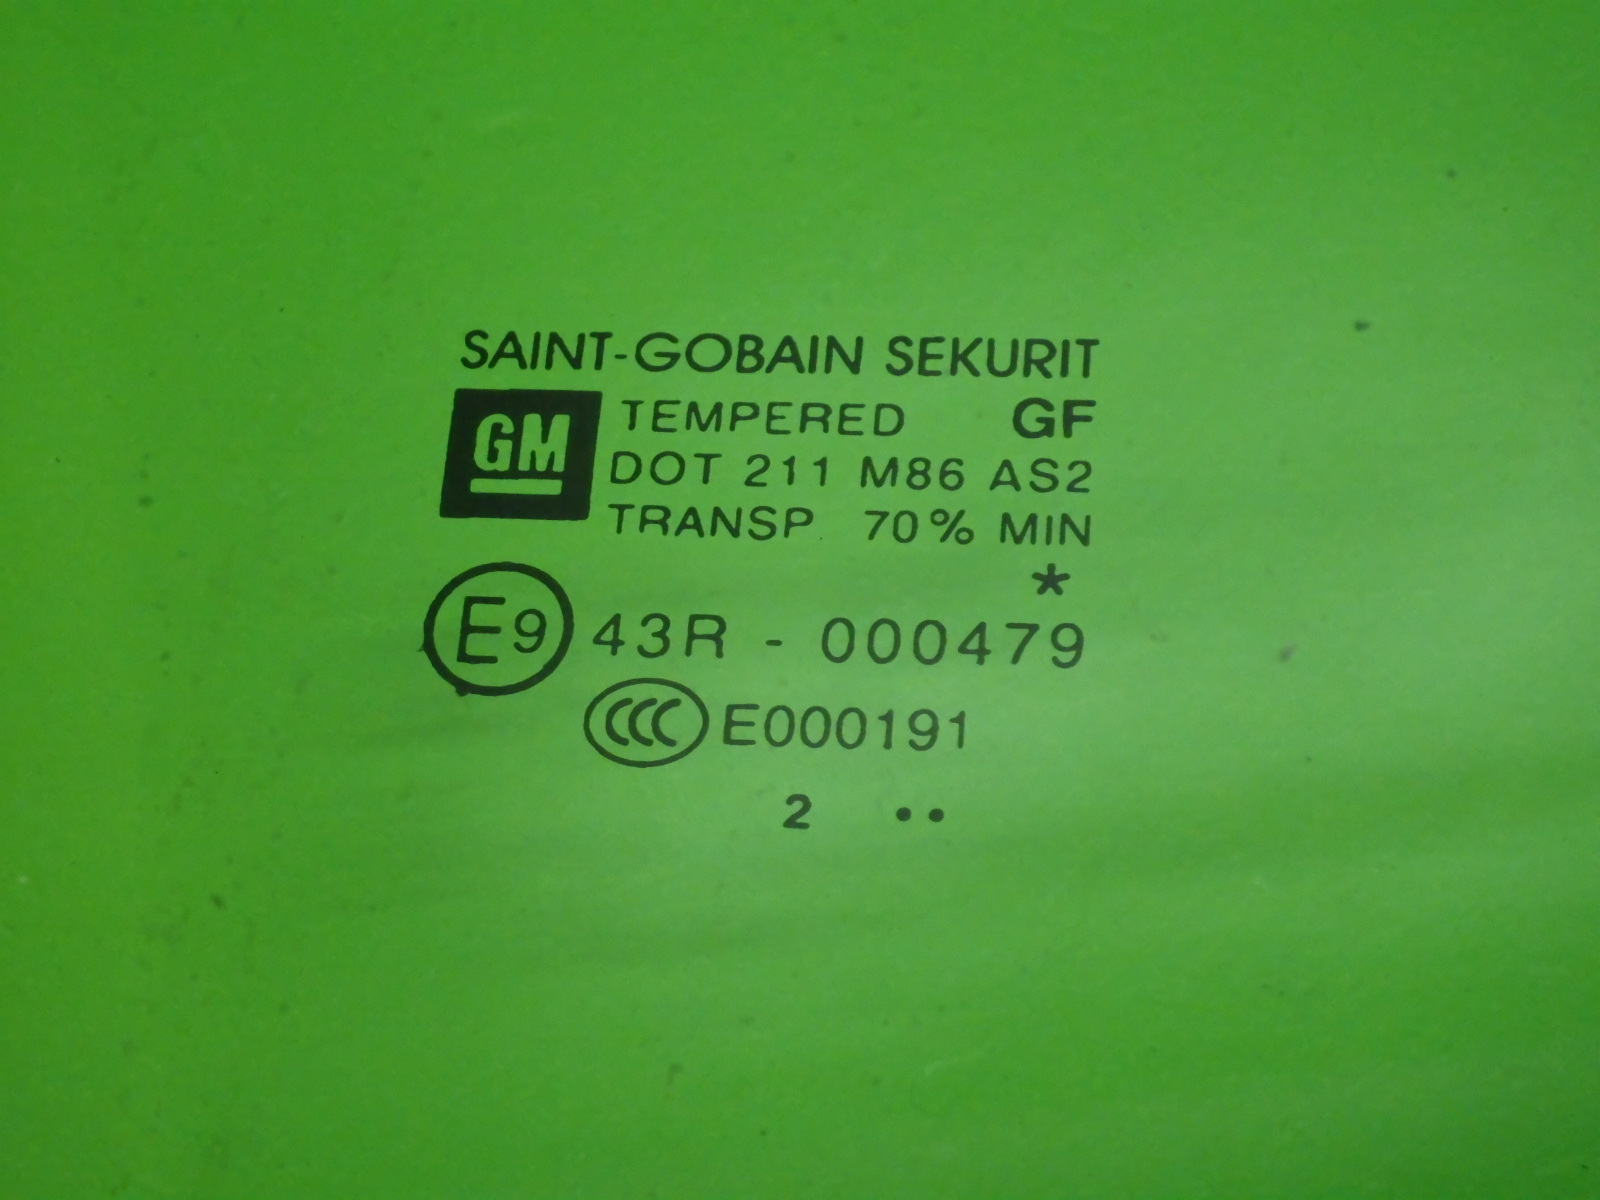 SAINT-GOBAIN SEKURIT
GM TEMPERED GF
DOT 211 M86 AS2
TRANSP. 70% MIN
*
E9 43R - 000479
CCC E000191
2 ••